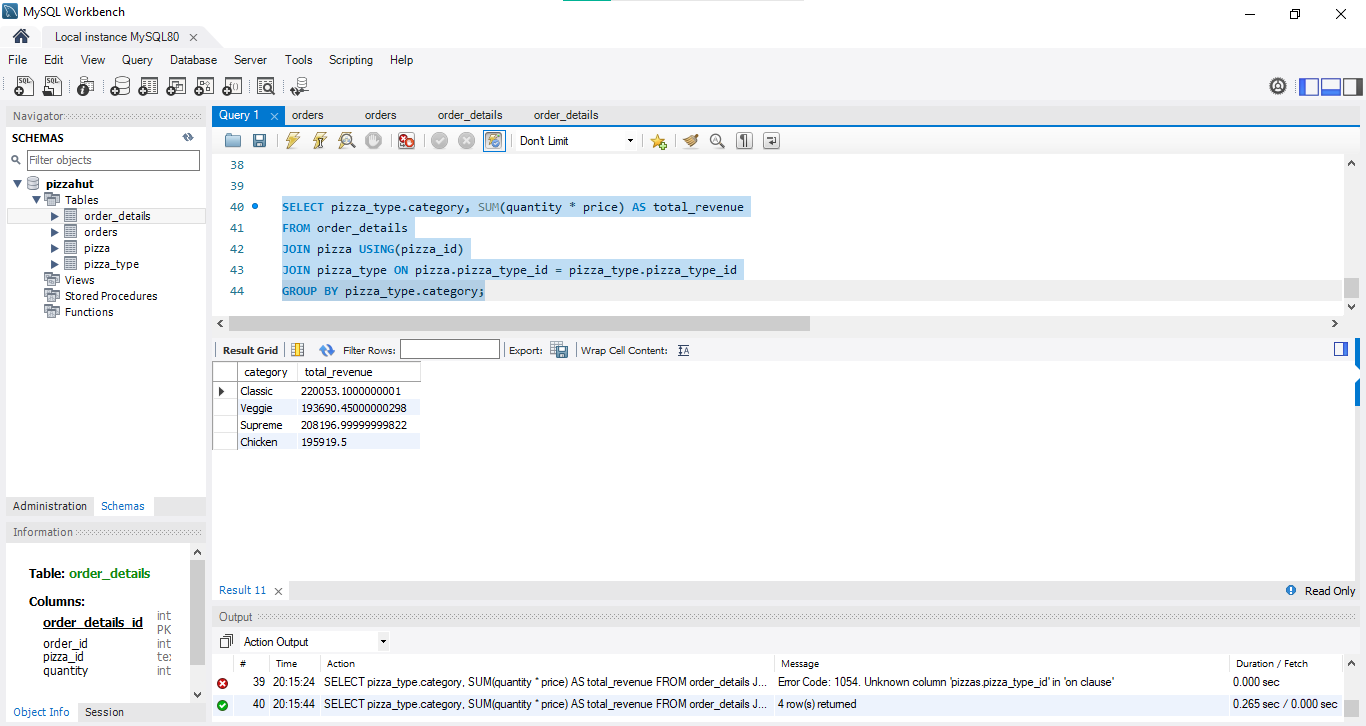 MySQL Workbench
Local instance MySQL80
File Edit View Query Database Server Tools Scripting Help
Navigator
SCHEMAS
Filter objects
pizzahut
Tables
order_details
orders
pizza
pizza_type
Views
Stored Procedures
Functions
Administration Schemas
Information
Table: order_details
Columns:
order_details_id int
PK
order_id int
pizza_id te
quantity int
Object Info Session
Query 1 orders orders order_details order_details
Don't Limit
38
39
40 SELECT pizza_type.category, SUM(quantity * price) AS total_revenue
41 FROM order_details
42 JOIN pizza USING(pizza_id)
43 JOIN pizza_type ON pizza.pizza_type_id = pizza_type.pizza_type_id
44 GROUP BY pizza_type.category;
Result Grid Filter Rows: Export: Wrap Cell Content:
category total_revenue
Classic 220053.1000000001
Veggie 193690.45000000298
Supreme 208196.99999999822
Chicken 195919.5
Result 11 Read Only
Output
Action Output
# Time Action Message Duration / Fetch
39 20:15:24 SELECT pizza_type.category, SUM(quantity * price) AS total_revenue FROM order_details J... Error Code: 1054. Unknown column 'pizzas.pizza_type_id' in 'on clause' 0.000 sec
40 20:15:44 SELECT pizza_type.category, SUM(quantity * price) AS total_revenue FROM order_details J... 4 row(s) returned 0.265 sec / 0.000 sec